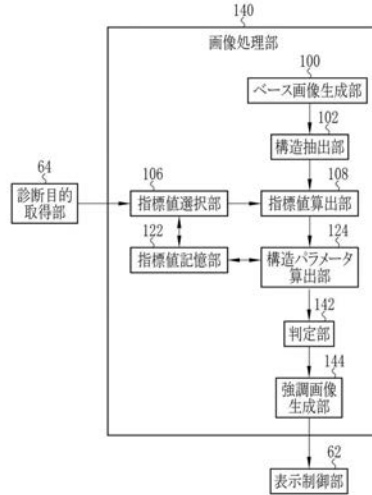 140
画像処理部
100
ベース画像生成部
102
構造抽出部
64
診断目的
取得部
106
指標値選択部
108
指標値算出部
122
指標値記憶部
124
構造パラメータ
算出部
142
判定部
144
強調画像
生成部
62
表示制御部